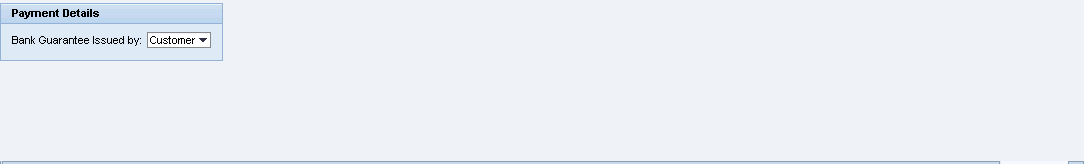 Payment Details
Bank Guarantee Issued by: Customer